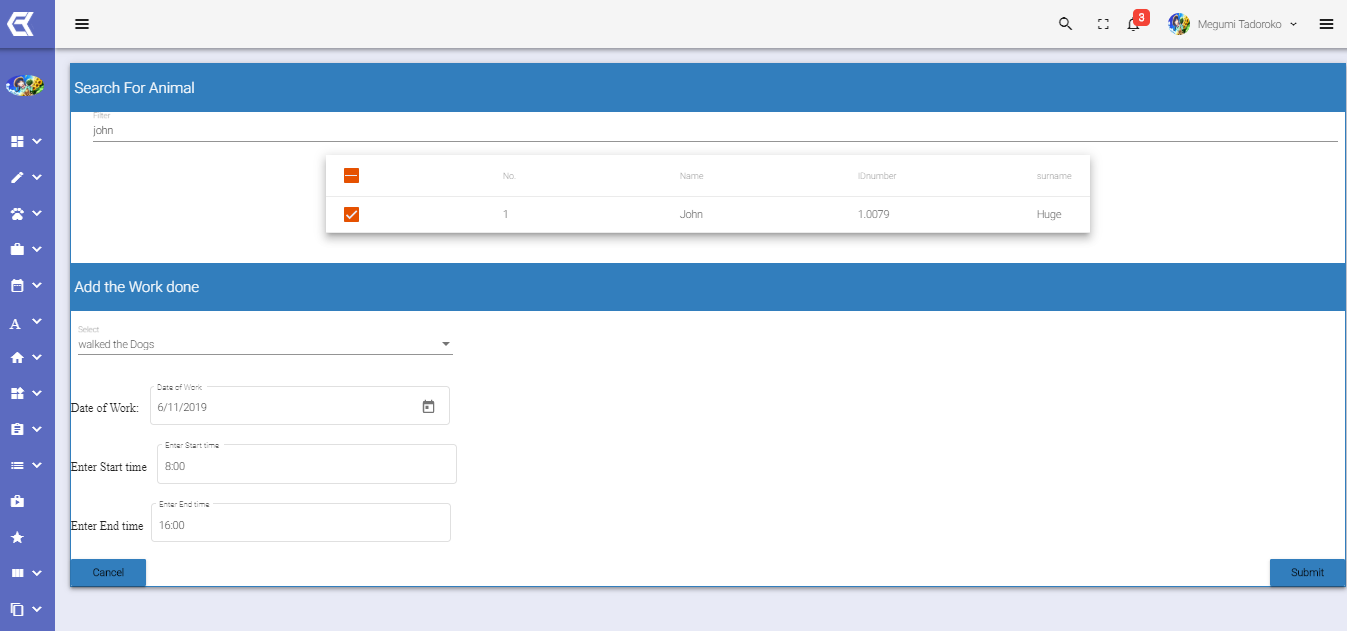 3
Megumi Tadoroko
Search For Animal
Filter
john
No. Name IDnumber surname
1 John 1.0079 Huge
Add the Work done
Select
walked the Dogs
Date of Work
Date of Work: 6/11/2019
Enter Start time
Enter Start time 8:00
Enter End time
Enter End time 16:00
Cancel Submit